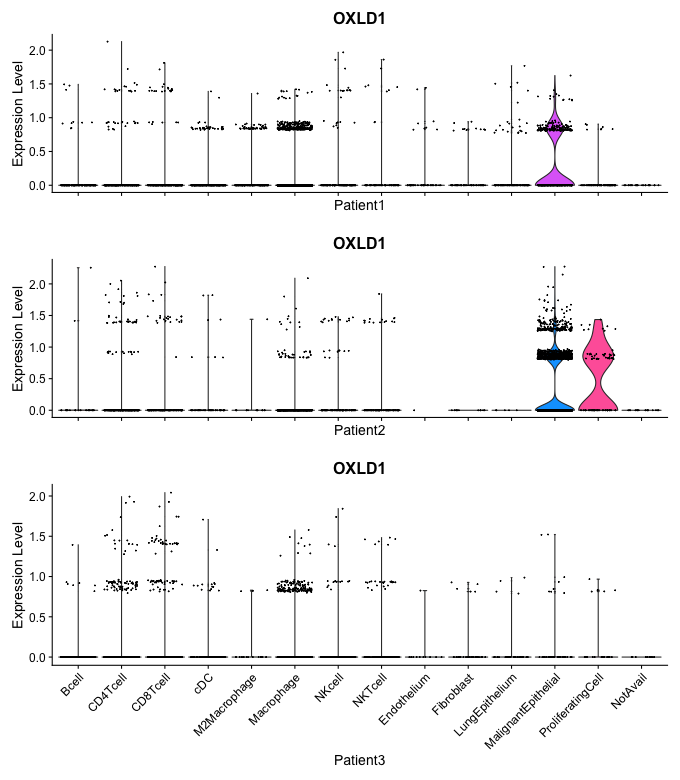 OXLD1
Expression Level
2.0
1.5
1.0
0.5
0.0
Patient1
OXLD1
Expression Level
2.0
1.5
1.0
0.5
0.0
Patient2
OXLD1
Expression Level
2.0
1.5
1.0
0.5
0.0
Bcell
CD4Tcell
CD8Tcell
cDC
M2Macrophage
Macrophage
NKcell
NKTcell
Endothelium
Fibroblast
LungEpithelium
MalignantEpithelial
ProliferatingCell
NotAvail
Patient3